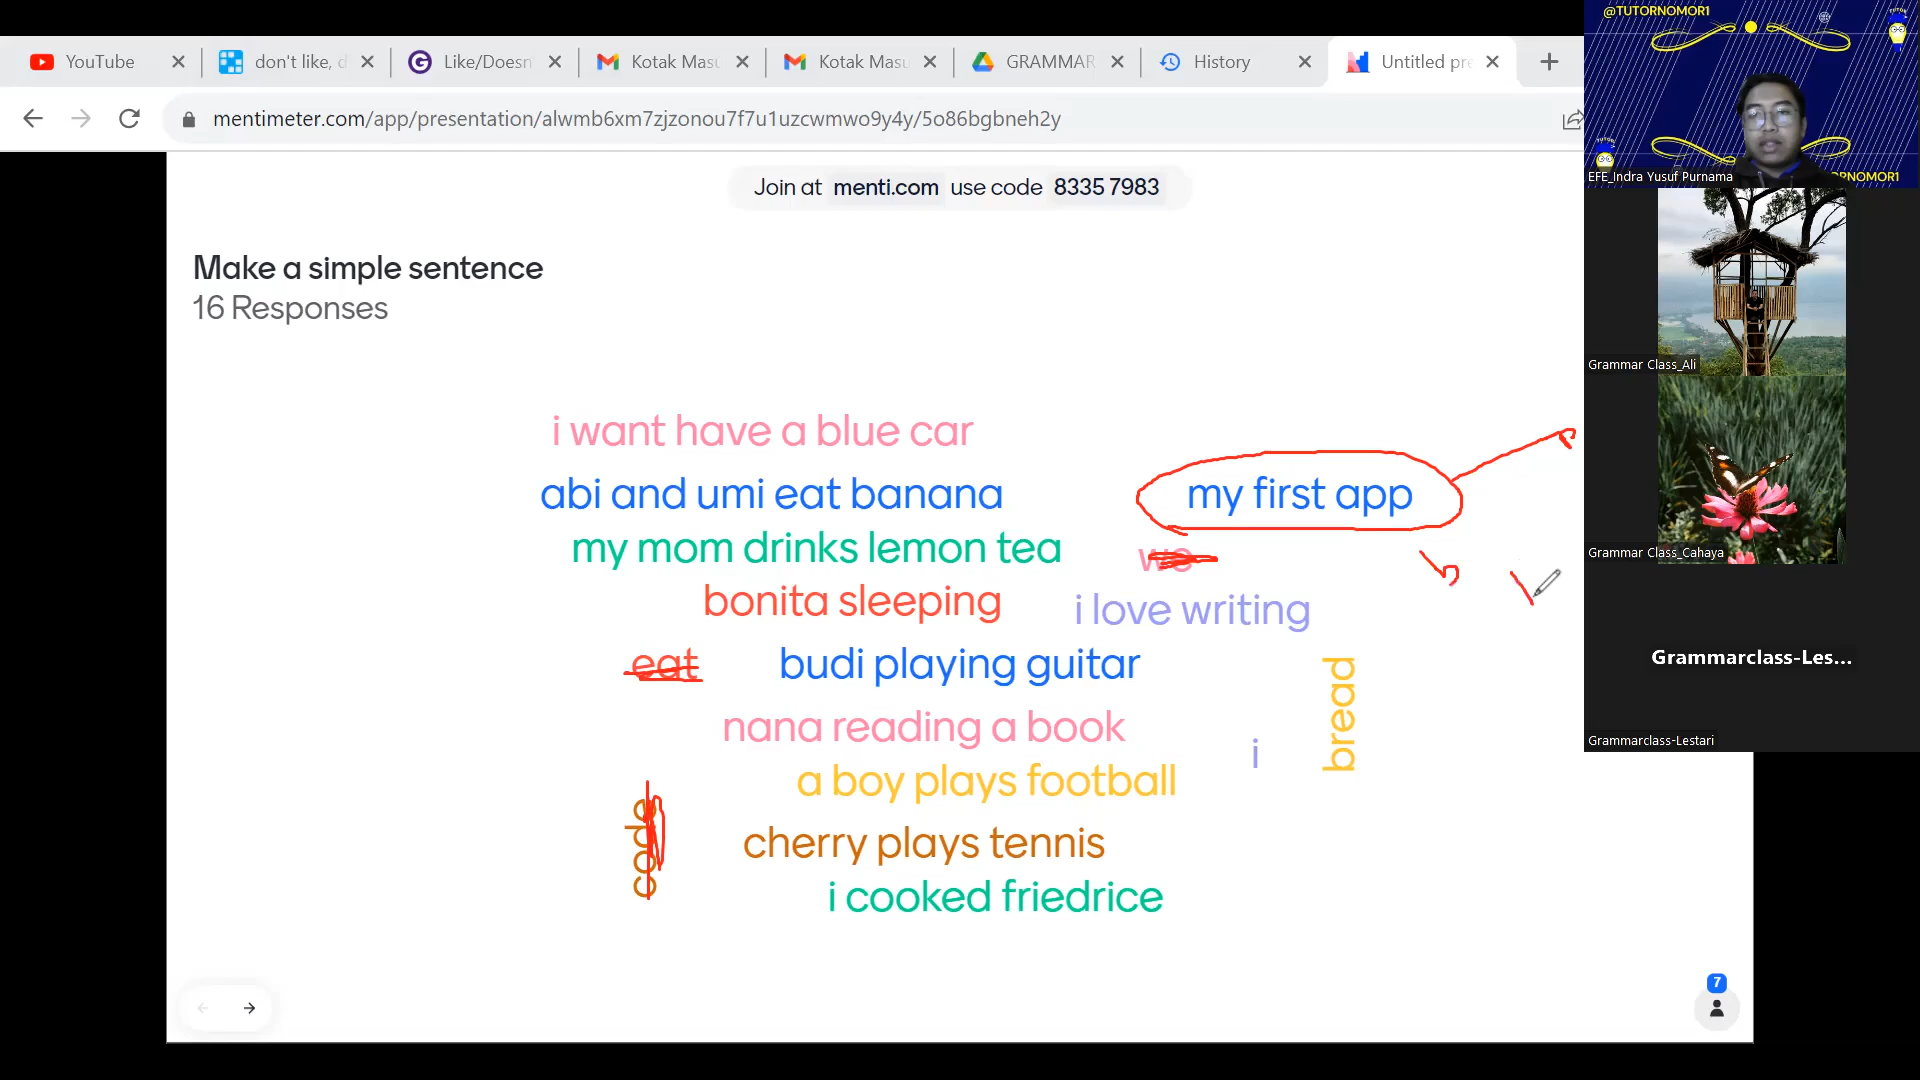 @TUTORNOMOR1
YouTube
don't like, d
Like/Doesn
Kotak Masu
Kotak Masu
GRAMMAR
History
Untitled pre
mentimeter.com/app/presentation/alwmb6xm7zjzonou7f7u1uzcwmwo9y4y/5o86bgbneh2y
EFE_Indra Yusuf Purnama
ORNOMOR1
Join at menti.com use code 8335 7983
Make a simple sentence
16 Responses
Grammar Class_Ali
i want have a blue car
abi and umi eat banana
my first app
my mom drinks lemon tea
we
Grammar Class_Cahaya
bonita sleeping
i love writing
eat
budi playing guitar
Grammarclass-Les...
bread
nana reading a book
i
Grammarclass-Lestari
a boy plays football
code
cherry plays tennis
i cooked friedrice
7